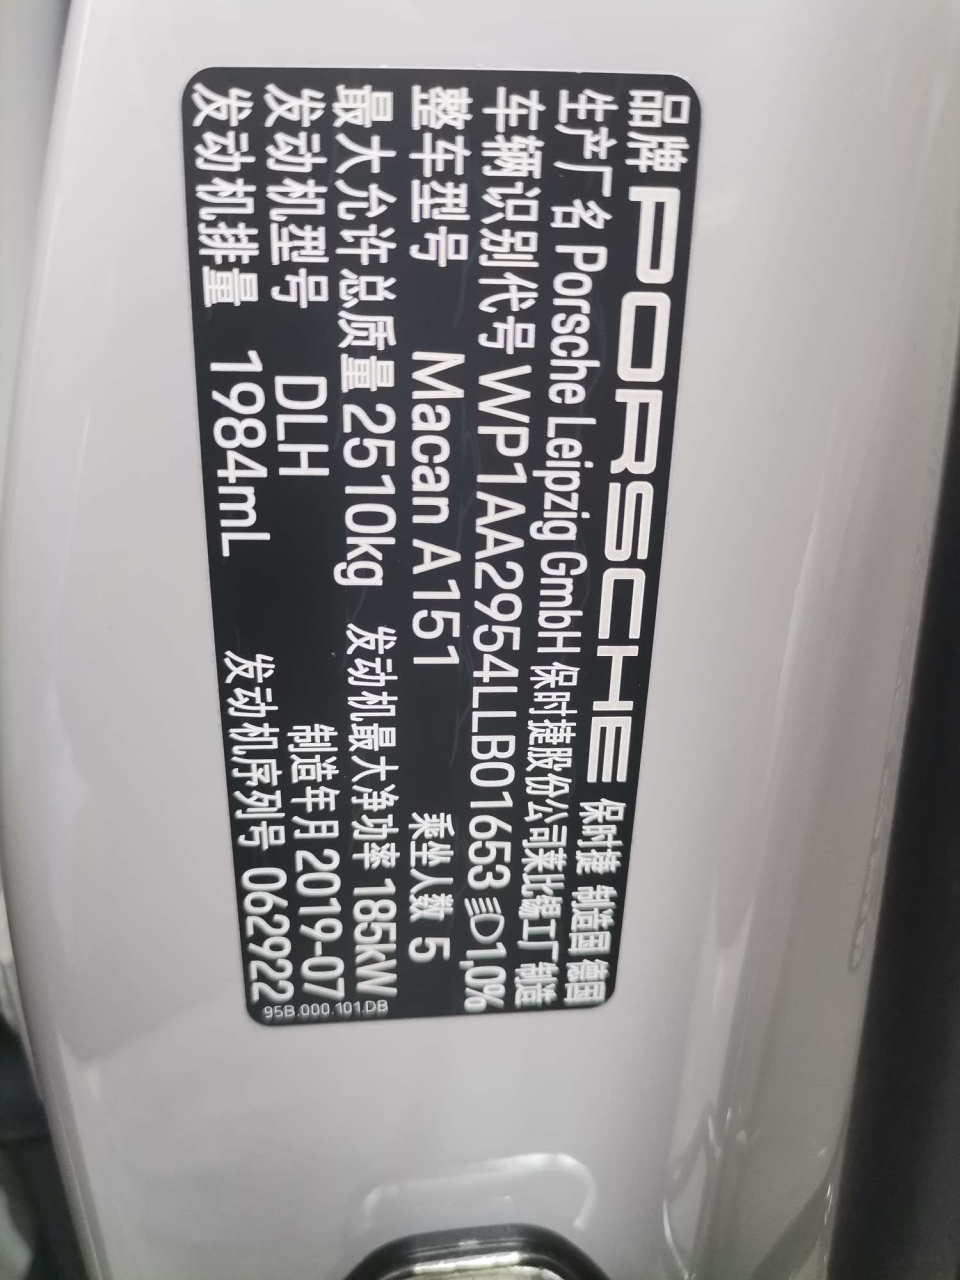 品牌 PORSCHE 保时捷 制造国 德国
生产厂名 Porsche Leipzig GmbH 保时捷股份公司莱比锡工厂 制造
车辆识别代号 WP1AA2954LLB01653 1,0%
整车型号 Macan A151 乘坐人数 5
最大允许总质量 2510kg 发动机最大净功率 185kW
发动机型号 DLH 制造年月 2019-07
发动机排量 1984mL 发动机序列号 062922
95B.000.101.DB